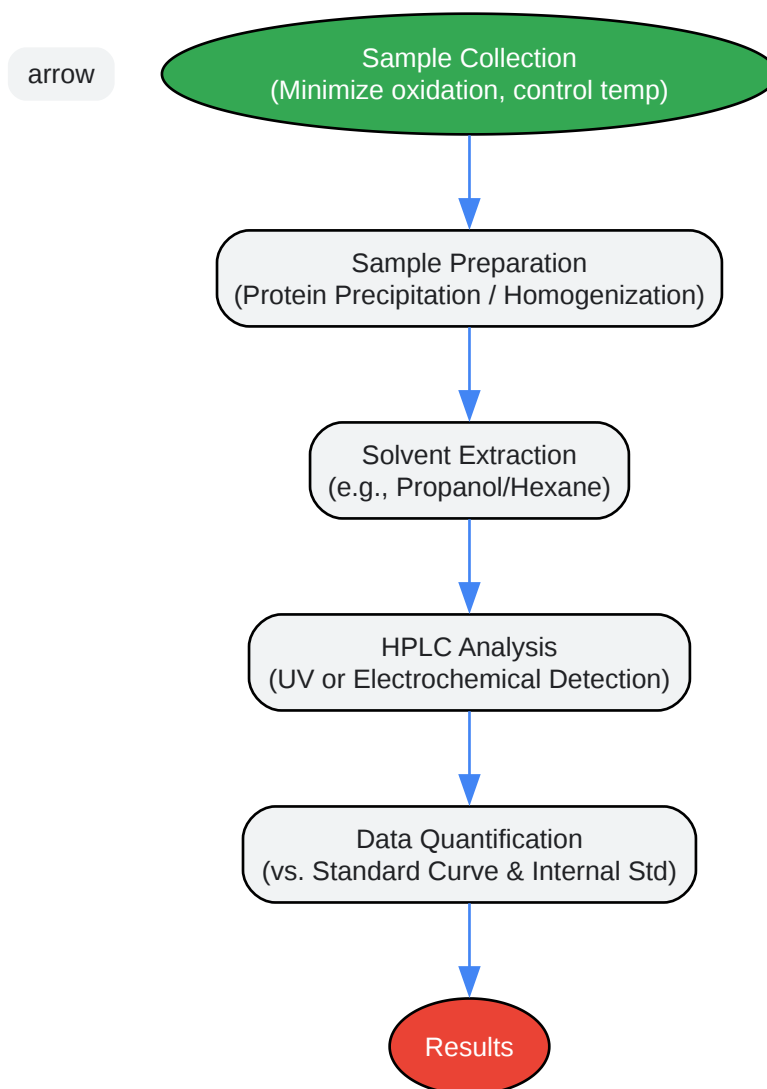 arrow
Sample Collection
(Minimize oxidation, control temp)
Sample Preparation
(Protein Precipitation / Homogenization)
Solvent Extraction
(e.g., Propanol/Hexane)
HPLC Analysis
(UV or Electrochemical Detection)
Data Quantification
(vs. Standard Curve & Internal Std)
Results